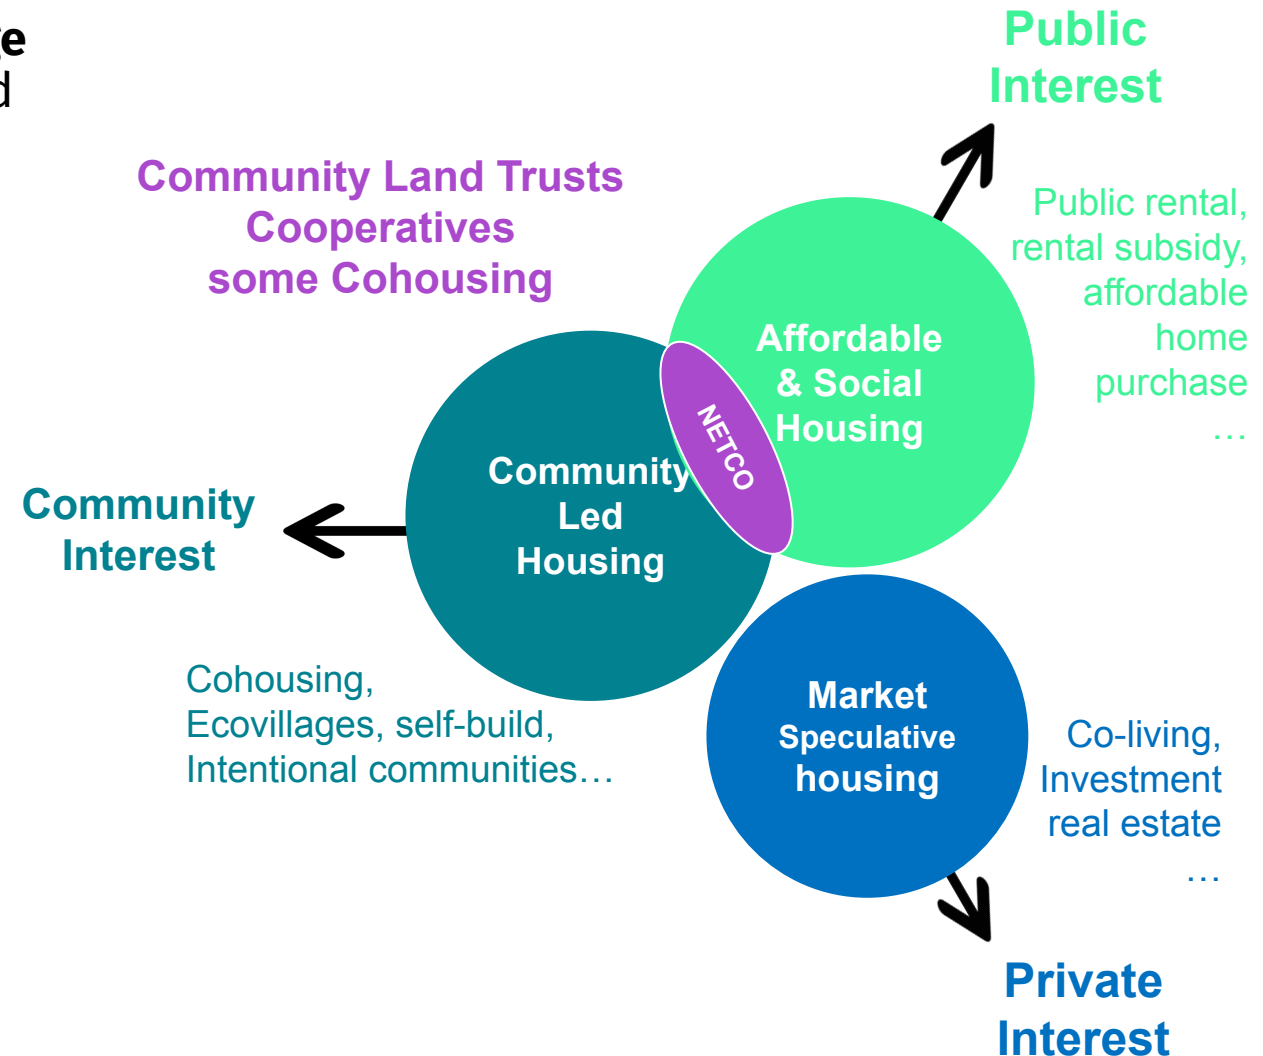 Public
Interest
Community Land Trusts
Cooperatives
some Cohousing
Public rental,
rental subsidy,
affordable
home
purchase
…
Affordable
& Social
Housing
NETCO
Community
Led
Housing
Community
Interest
Cohousing,
Ecovillages, self-build,
Intentional communities…
Market
Speculative
housing
Co-living,
Investment
real estate
…
Private
Interest